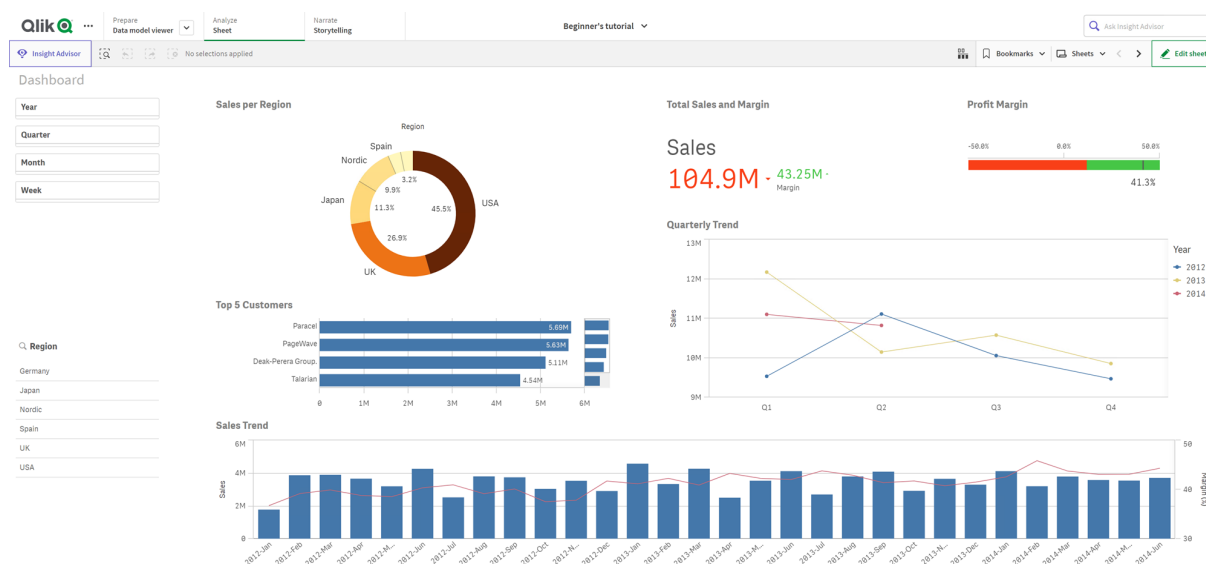 Qlik
Prepare
Data model viewer
Analyze
Sheet
Narrate
Storytelling
Beginner's tutorial
Ask Insight Advisor
Insight Advisor
No selections applied
Bookmarks
Sheets
Edit sheet
Dashboard
Year
Quarter
Month
Week
Region
Germany
Japan
Nordic
Spain
UK
USA
Sales per Region
Region
Spain
Nordic
Japan
UK
USA
3.2%
9.9%
11.3%
26.9%
45.5%
Total Sales and Margin
Sales
104.9M
43.25M
Margin
Profit Margin
-50.0%
0.0%
50.0%
41.3%
Top 5 Customers
Paracel
PageWave
Deak-Perera Group.
Talarian
5.69M
5.63M
5.11M
4.54M
0 1M 2M 3M 4M 5M 6M
Quarterly Trend
13M
12M
11M
10M
9M
Sales
Q1 Q2 Q3 Q4
Year
2012
2013
2014
Sales Trend
6M
4M
2M
0
Sales
50
40
30
Margin (%)
2012-Jan
2012-Feb
2012-Mar
2012-Apr
2012-M...
2012-Jun
2012-Jul
2012-Aug
2012-Sep
2012-Oct
2012-N...
2012-Dec
2013-Jan
2013-Feb
2013-Mar
2013-Apr
2013-M...
2013-Jun
2013-Jul
2013-Aug
2013-Sep
2013-Oct
2013-N...
2013-Dec
2014-Jan
2014-Feb
2014-Mar
2014-Apr
2014-M...
2014-Jun